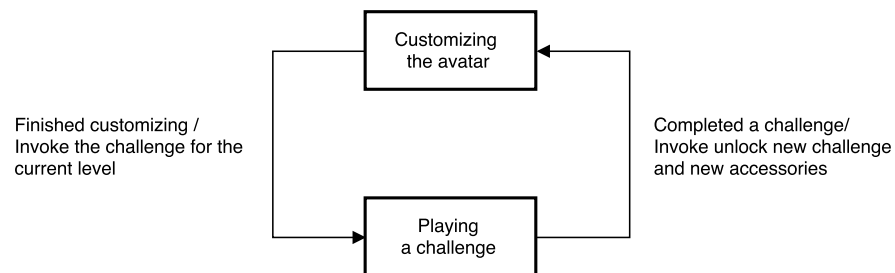 Customizing
the avatar
Finished customizing /
Invoke the challenge for the
current level
Completed a challenge/
Invoke unlock new challenge
and new accessories
Playing
a challenge